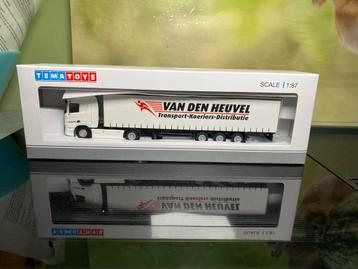 TEMATOYS
SCALE | 1:87
VAN DEN HEUVEL
Transport-Koeriers-Distributie